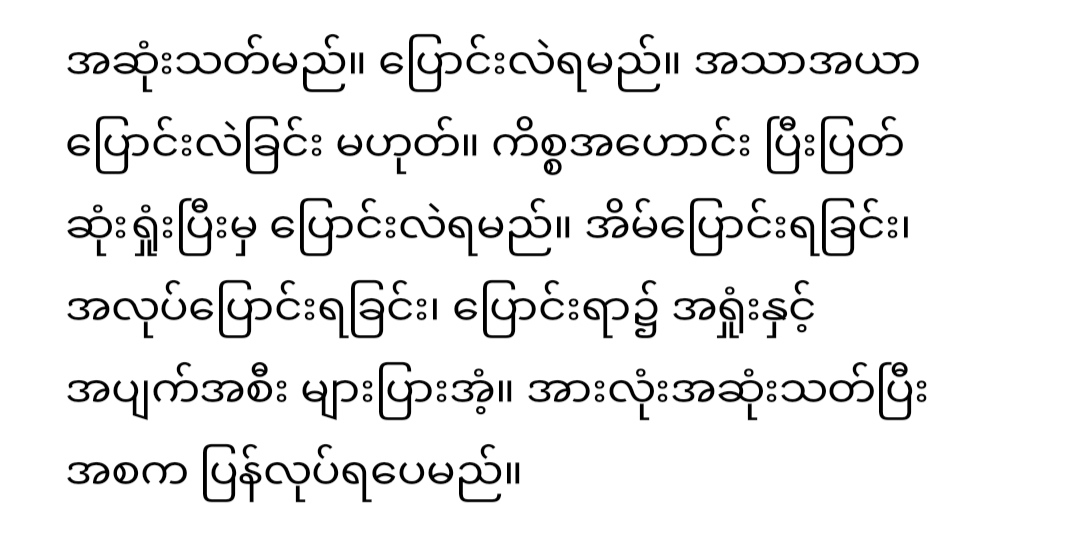 အဆုံးသတ်မည်။ ပြောင်းလဲရမည်။ အသာအယာ
ပြောင်းလဲခြင်း မဟုတ်။ ကိစ္စအဟောင်း ပြီးပြတ်
ဆုံးရှုံးပြီးမှ ပြောင်းလဲရမည်။ အိမ်ပြောင်းရခြင်း၊
အလုပ်ပြောင်းရခြင်း၊ ပြောင်းရာ၌ အရှုံးနှင့်
အပျက်အစီး များပြားအံ့။ အားလုံးအဆုံးသတ်ပြီး
အစက ပြန်လုပ်ရပေမည်။